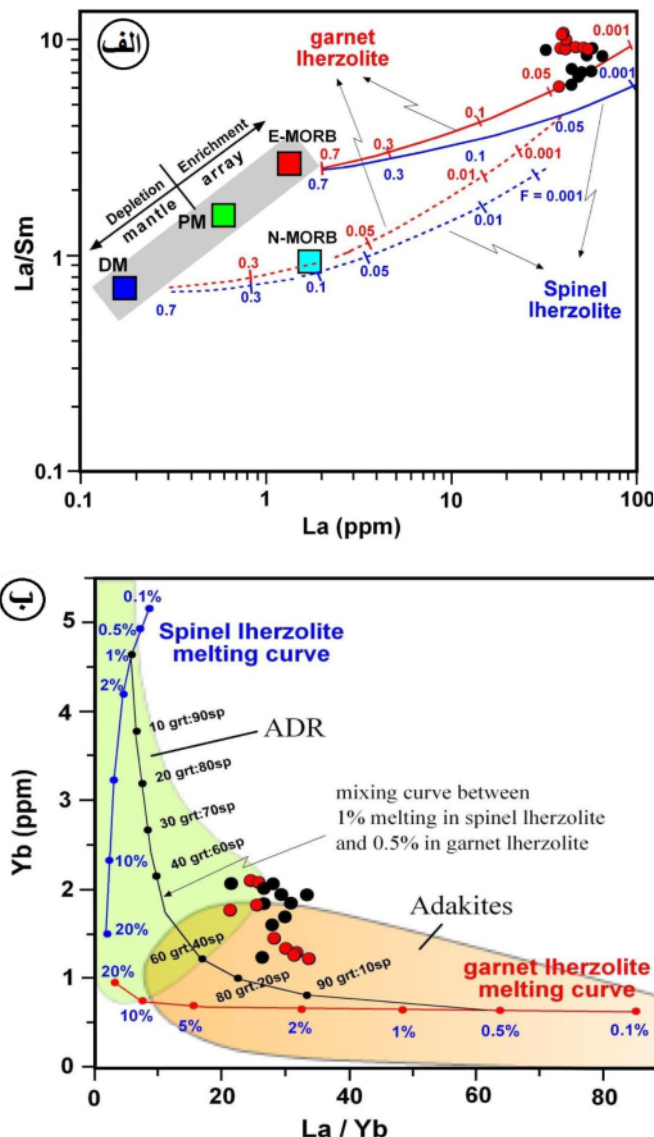 الف
10
1
0.1
La/Sm
0.1
1
10
100
La (ppm)
garnet
lherzolite
Spinel
lherzolite
Depletion
Enrichment
mantle
array
E-MORB
PM
DM
N-MORB
0.7
0.3
0.1
0.05
0.001
0.7
0.3
0.1
0.05
0.001
0.3
0.05
0.01
0.001
0.7
0.3
0.1
0.05
0.01
F = 0.001
ب
5
4
3
2
1
0
Yb (ppm)
0
20
40
60
80
La / Yb
0.1%
0.5%
1%
2%
10%
20%
Spinel lherzolite
melting curve
10 grt:90sp
ADR
20 grt:80sp
30 grt:70sp
40 grt:60sp
60 grt:40sp
80 grt:20sp
90 grt:10sp
mixing curve between
1% melting in spinel lherzolite
and 0.5% in garnet lherzolite
Adakites
garnet lherzolite
melting curve
20%
10%
5%
2%
1%
0.5%
0.1%